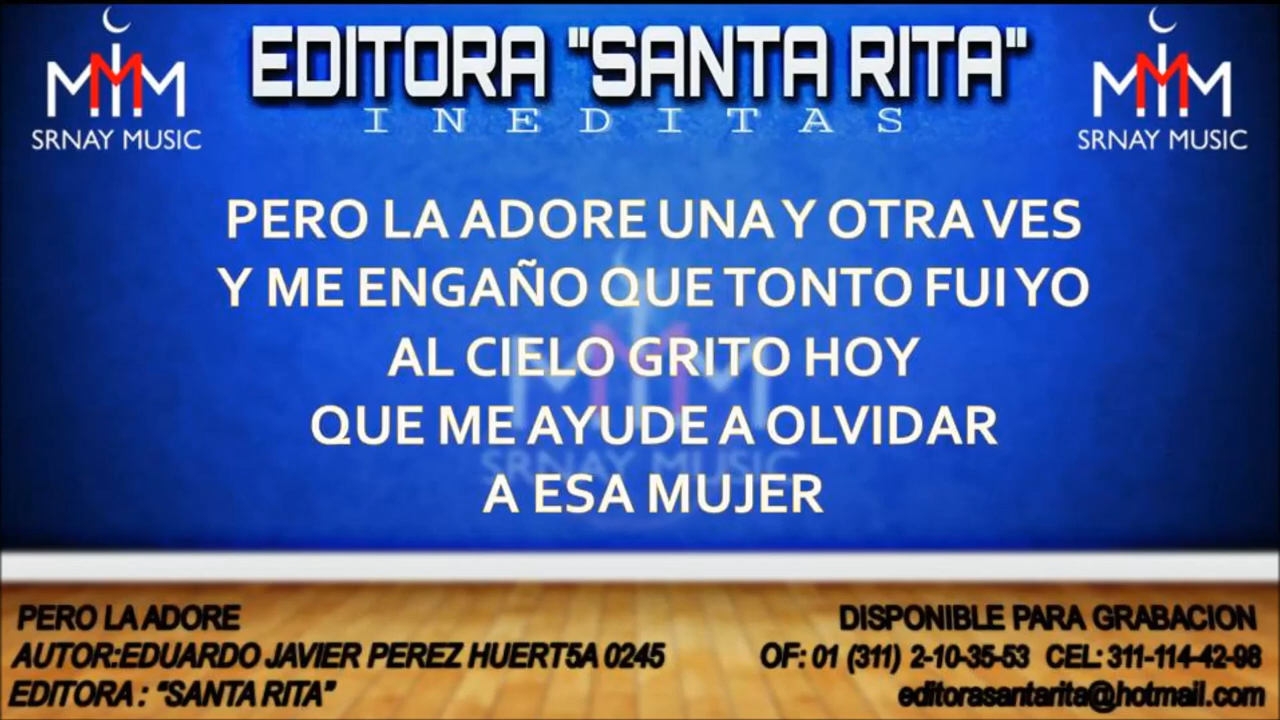 EDITORA "SANTA RITA"
INEDITAS
SRNAY MUSIC
SRNAY MUSIC
PERO LA ADORE UNA Y OTRA VES
Y ME ENGAÑO QUE TONTO FUI YO
AL CIELO GRITO HOY
QUE ME AYUDE A OLVIDAR
SRNAY MUSIC
A ESA MUJER
PERO LA ADORE
AUTOR:EDUARDO JAVIER PEREZ HUERT5A 0245
EDITORA : "SANTA RITA"
DISPONIBLE PARA GRABACION
OF: 01 (311) 2-10-35-53 CEL: 311-114-42-98
editorasantarita@hotmail.com